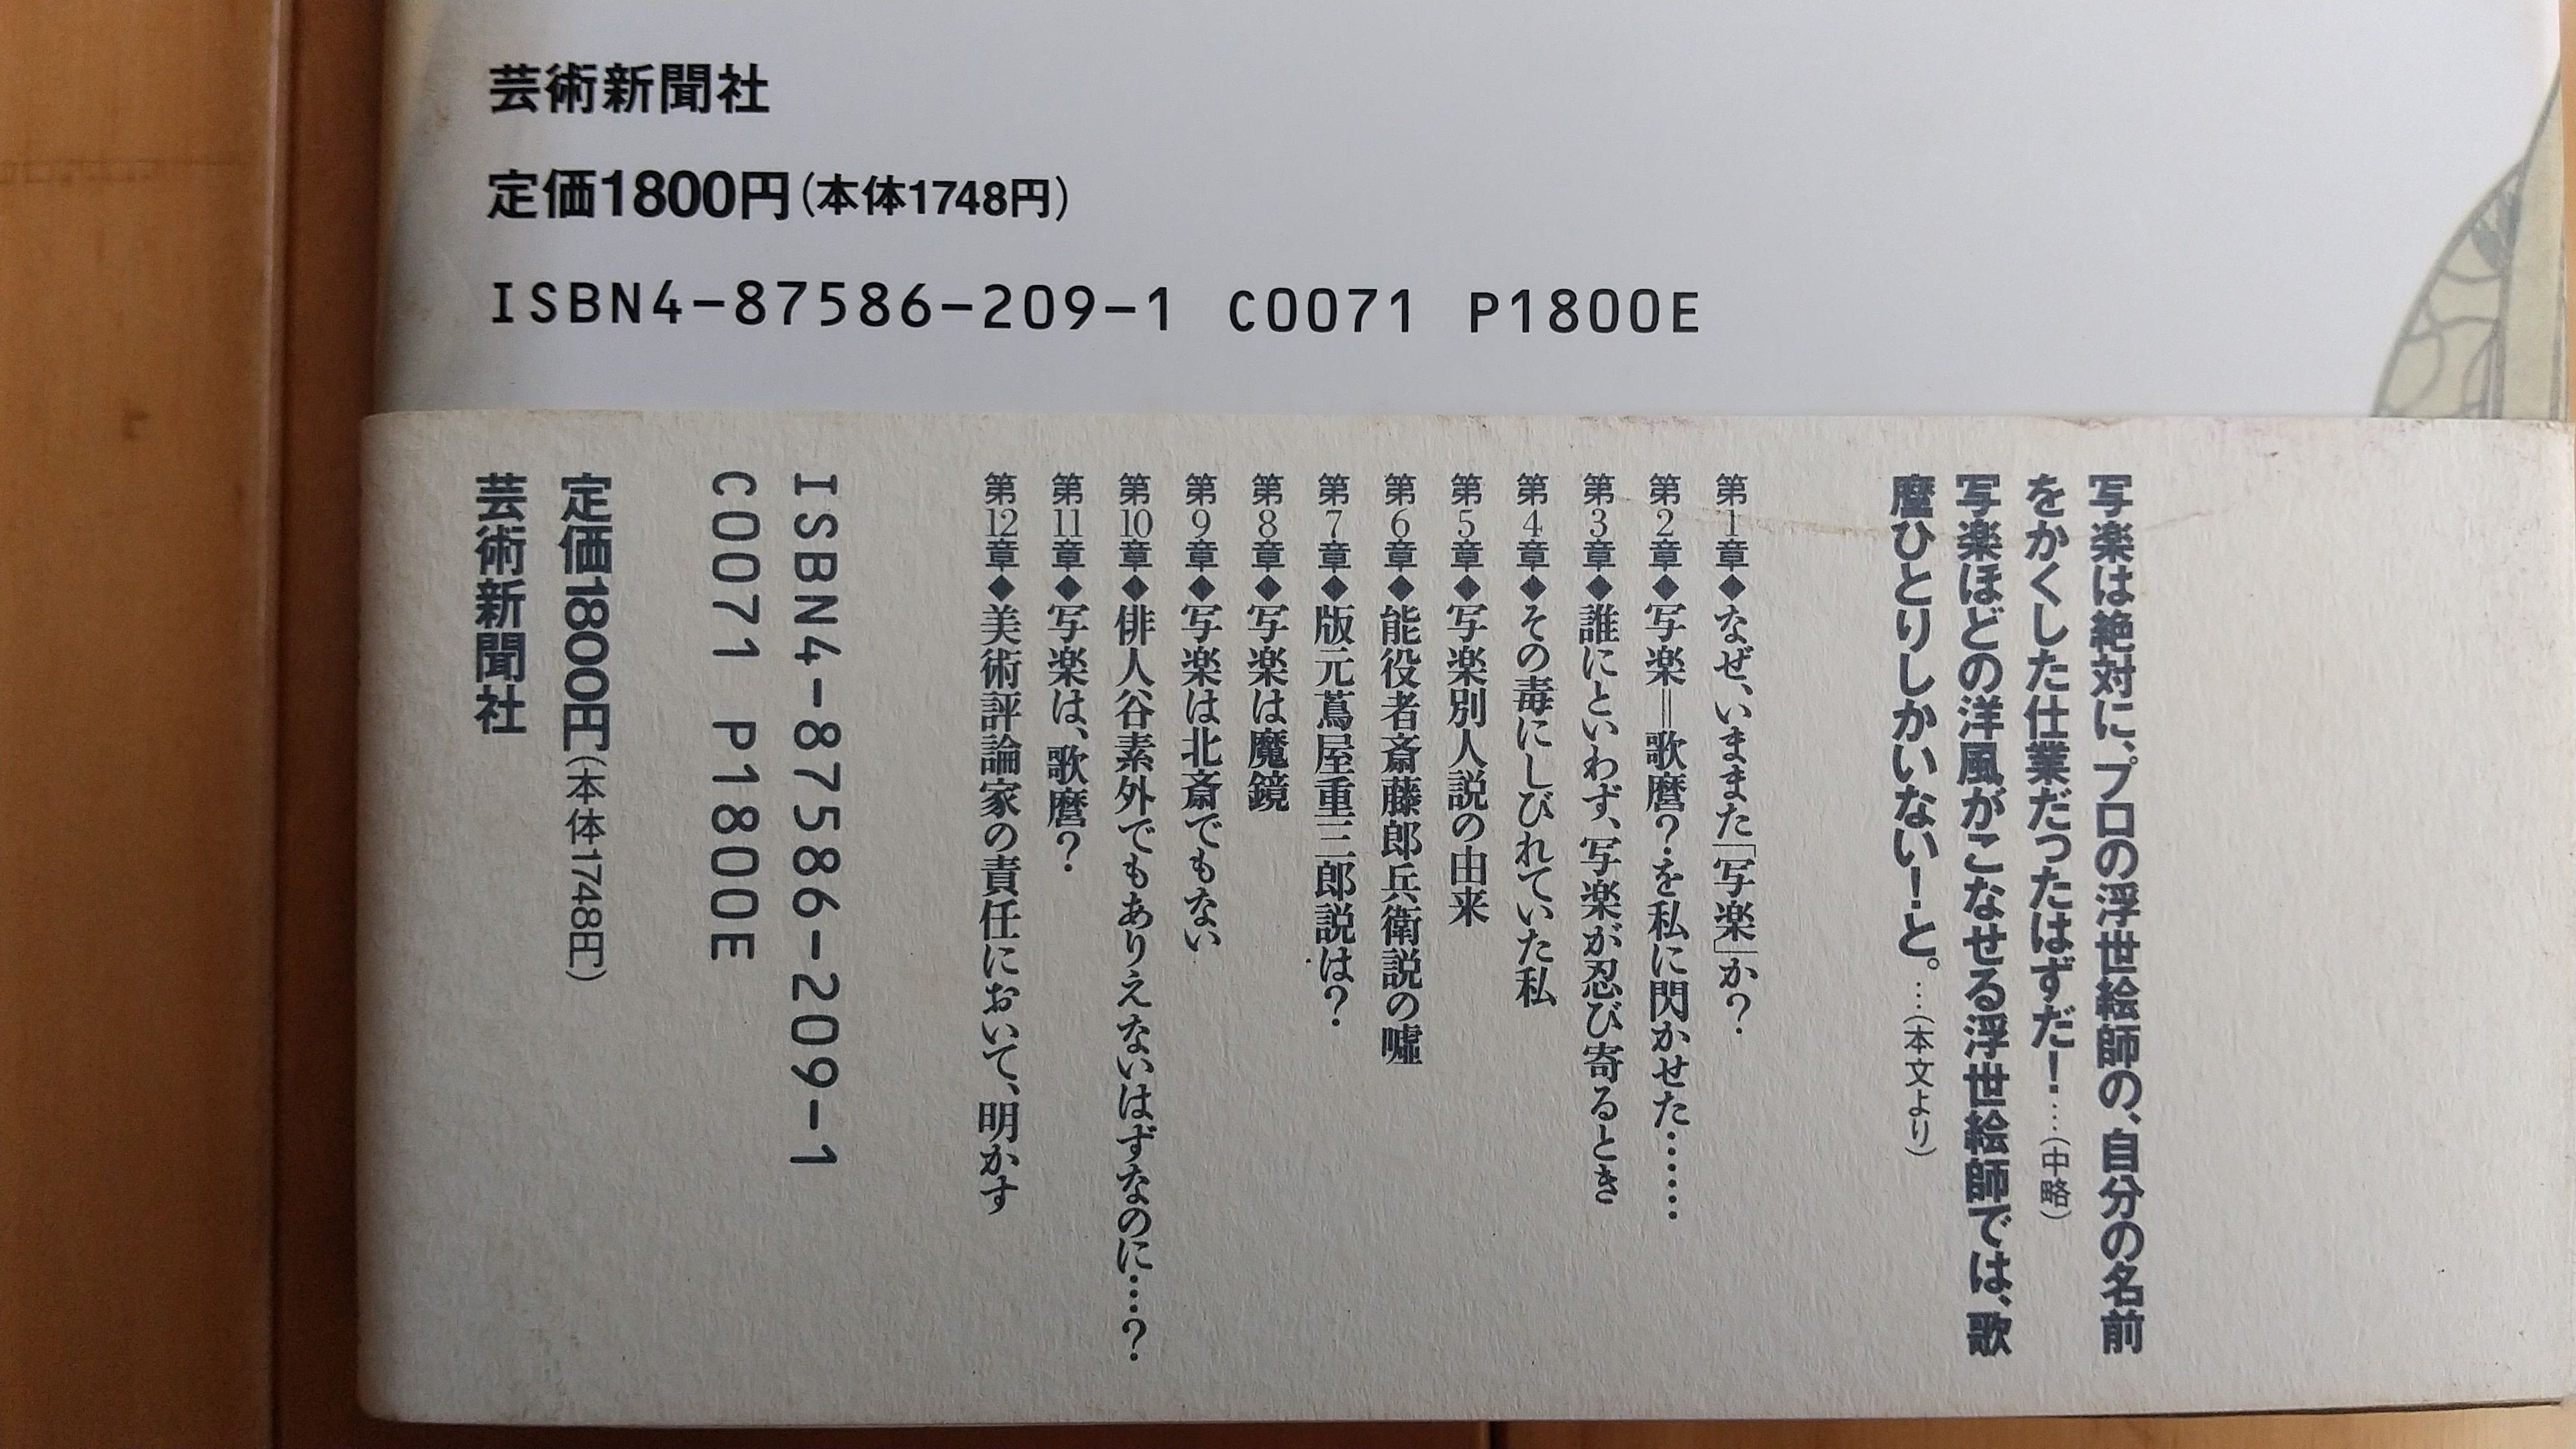 芸術新聞社
定価1800円(本体1748円)
ISBN4-87586-209-1 C0071 P1800E
写楽は絶対に、プロの浮世絵師の、自分の名前
をかくした仕業だったはずだ!……(中略)
写楽ほどの洋風がこなせる浮世絵師では、歌
麿ひとりしかいない!と。……(本文より)
第1章◆なぜ、いままた「写楽」か?
第2章◆写楽=歌麿?を私に閃かせた……
第3章◆誰にといわず、写楽が忍び寄るとき
第4章◆その毒にしびれていた私
第5章◆写楽別人説の由来
第6章◆能役者斎藤十郎兵衛説の嘘
第7章◆版元蔦屋重三郎説は?
第8章◆写楽は魔鏡
第9章◆写楽は北斎でもない
第10章◆俳人谷素外でもありえないはずなのに……?
第11章◆写楽は、歌麿?
第12章◆美術評論家の責任において、明かす
ISBN4-87586-209-1
C0071 P1800E
定価1800円(本体1748円)
芸術新聞社